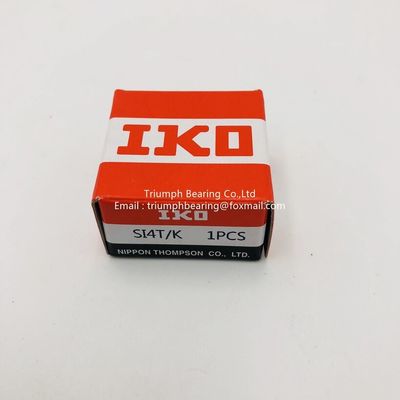 IKO
Triumph Bearing Co.,Ltd
Email : triumphbearing@foxmail.com
IKO
SI4T/K 1PCS
NIPPON THOMPSON CO., LTD.